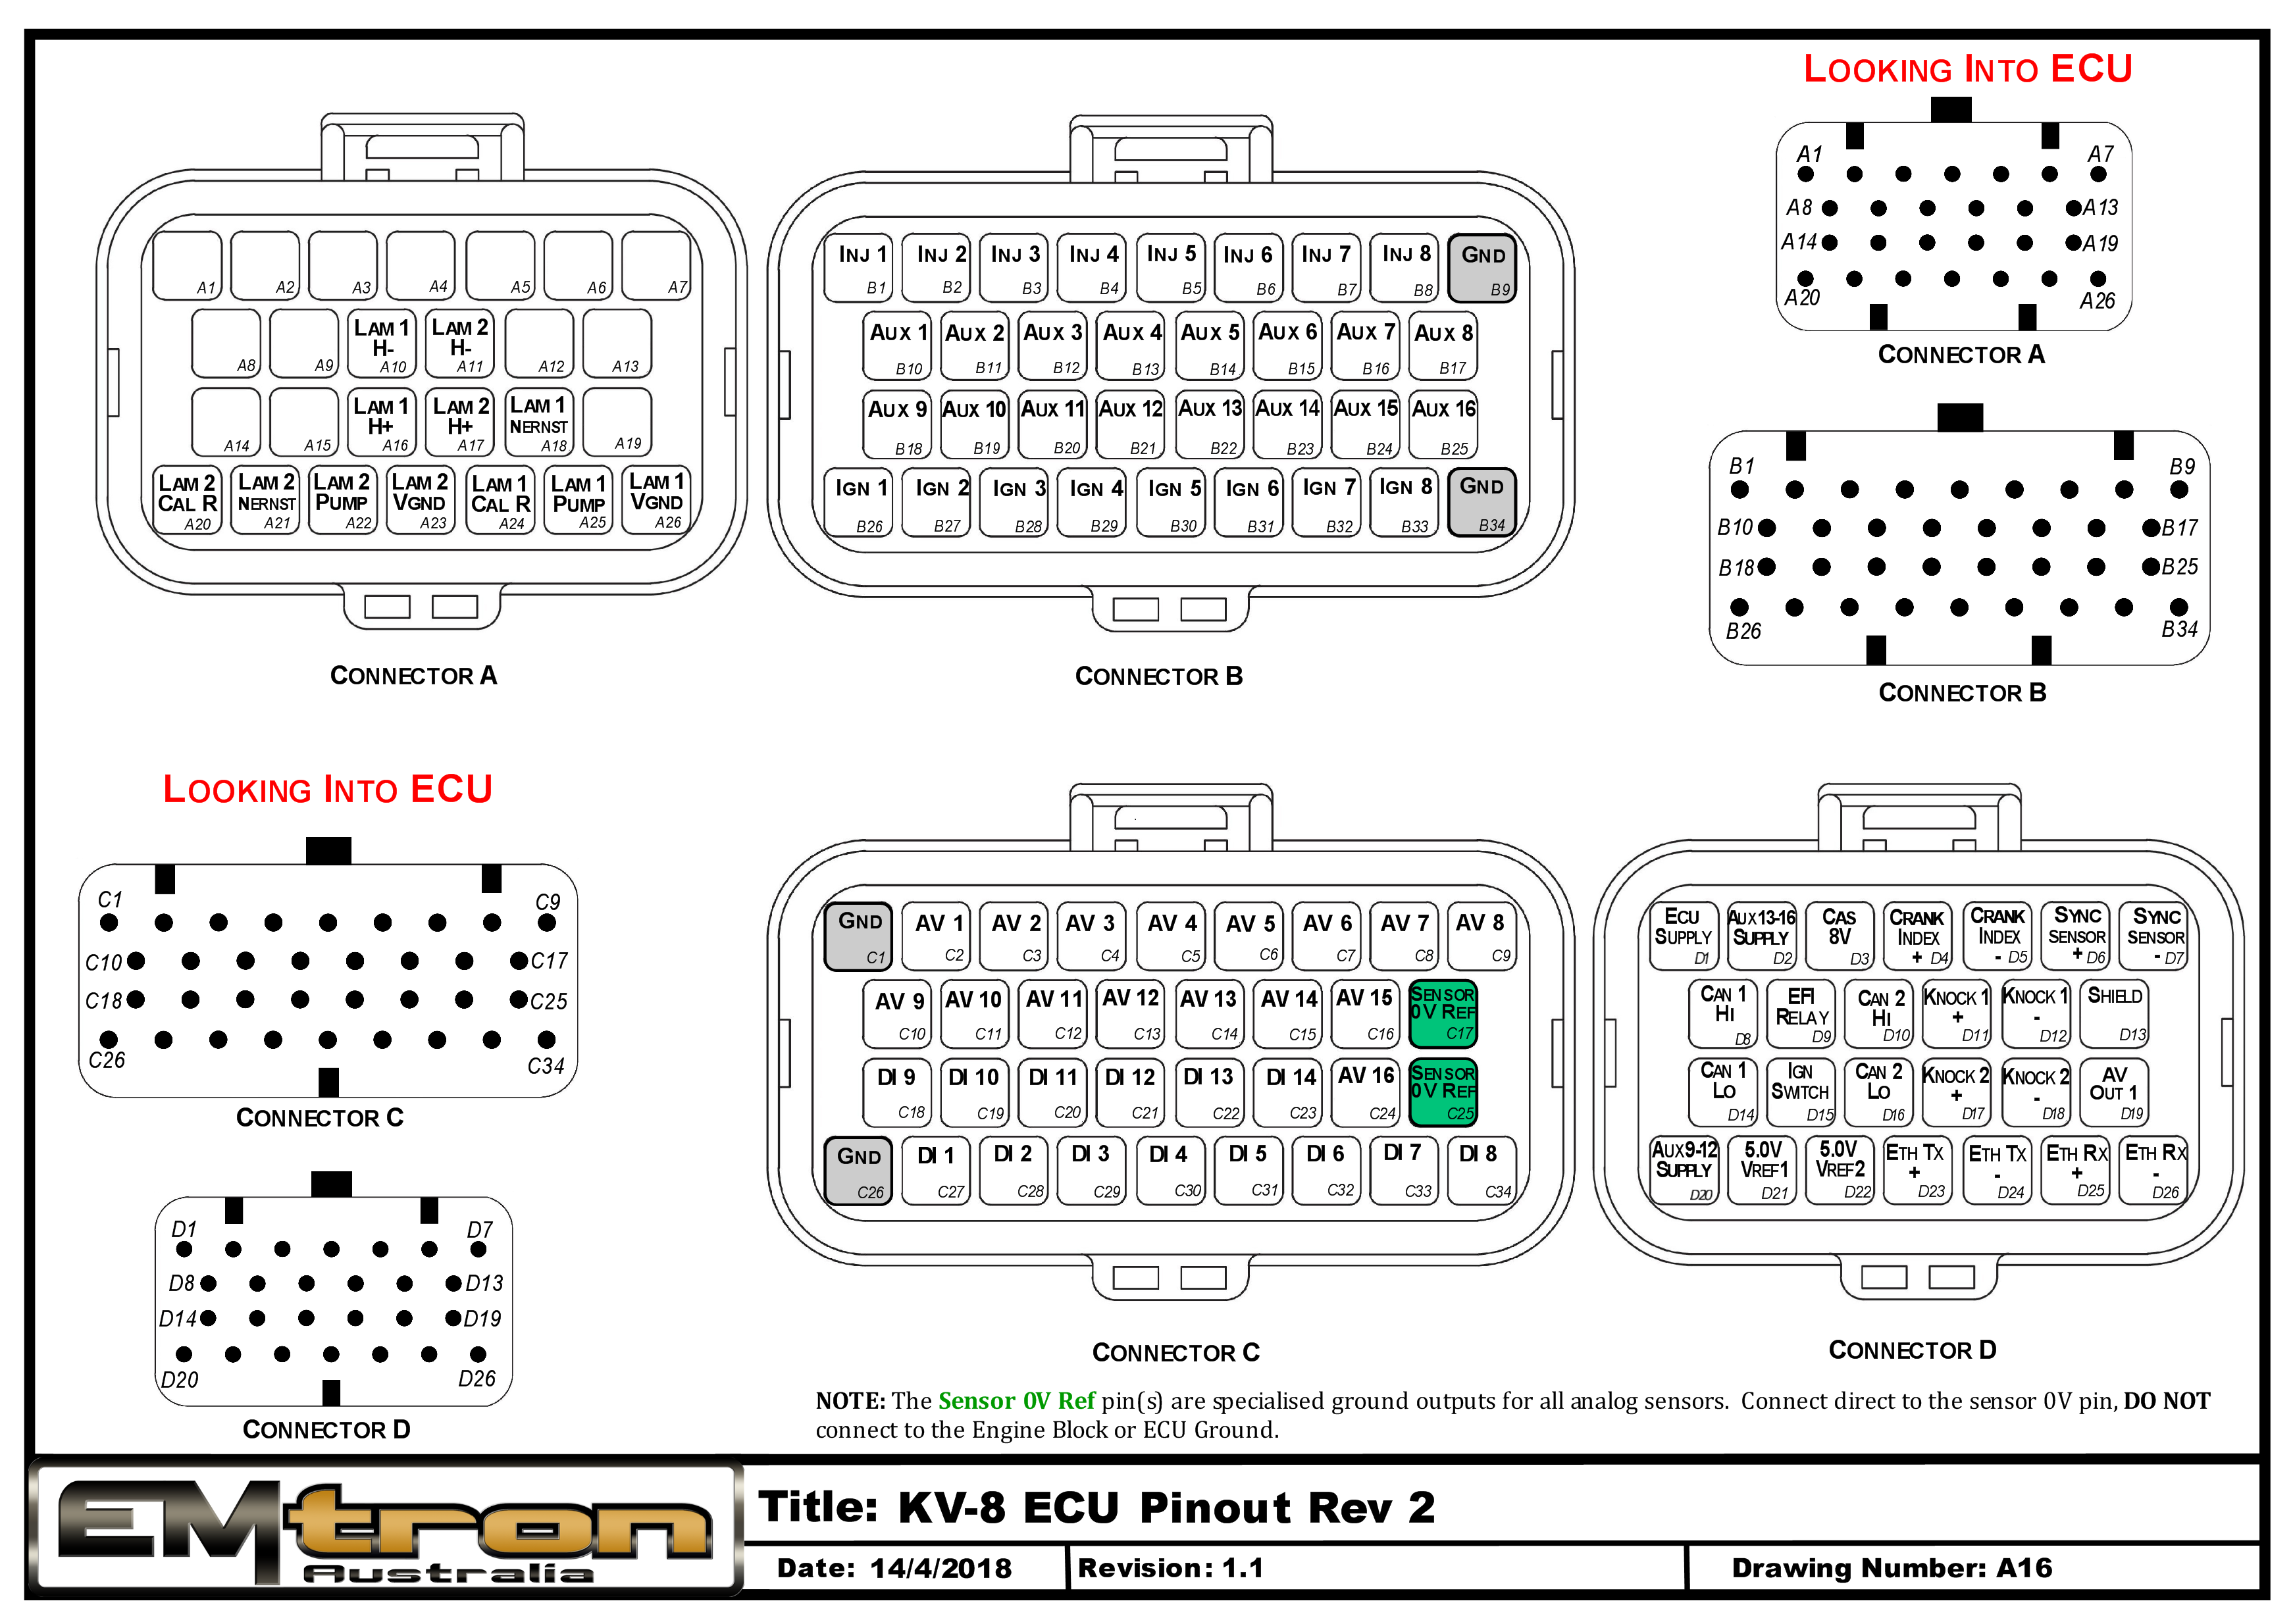 LOOKING INTO ECU
A1 A7
A8 A13
A14 A19
A20 A26
CONNECTOR A
B1 B9
B10 B17
B18 B25
B26 B34
CONNECTOR B
A1 A2 A3 A4 A5 A6 A7
LAM 1 LAM 2
H- H-
A8 A9 A10 A11 A12 A13
LAM 1 LAM 2 LAM 1
H+ H+ NERNST
A14 A15 A16 A17 A18 A19
LAM 2 LAM 2 LAM 2 LAM 2 LAM 1 LAM 1 LAM 1
CAL R NERNST PUMP VGND CAL R PUMP VGND
A20 A21 A22 A23 A24 A25 A26
CONNECTOR A
INJ 1 INJ 2 INJ 3 INJ 4 INJ 5 INJ 6 INJ 7 INJ 8 GND
B1 B2 B3 B4 B5 B6 B7 B8 B9
AUX 1 AUX 2 AUX 3 AUX 4 AUX 5 AUX 6 AUX 7 AUX 8
B10 B11 B12 B13 B14 B15 B16 B17
AUX 9 AUX 10 AUX 11 AUX 12 AUX 13 AUX 14 AUX 15 AUX 16
B18 B19 B20 B21 B22 B23 B24 B25
IGN 1 IGN 2 IGN 3 IGN 4 IGN 5 IGN 6 IGN 7 IGN 8 GND
B26 B27 B28 B29 B30 B31 B32 B33 B34
CONNECTOR B
LOOKING INTO ECU
C1 C9
C10 C17
C18 C25
C26 C34
CONNECTOR C
D1 D7
D8 D13
D14 D19
D20 D26
CONNECTOR D
GND AV 1 AV 2 AV 3 AV 4 AV 5 AV 6 AV 7 AV 8
C1 C2 C3 C4 C5 C6 C7 C8 C9
AV 9 AV 10 AV 11 AV 12 AV 13 AV 14 AV 15 SENSOR
0V REF
C10 C11 C12 C13 C14 C15 C16 C17
DI 9 DI 10 DI 11 DI 12 DI 13 DI 14 AV 16 SENSOR
0V REF
C18 C19 C20 C21 C22 C23 C24 C25
GND DI 1 DI 2 DI 3 DI 4 DI 5 DI 6 DI 7 DI 8
C26 C27 C28 C29 C30 C31 C32 C33 C34
CONNECTOR C
ECU AUX13-16 CAS CRANK CRANK SYNC SYNC
SUPPLY SUPPLY 8V INDEX INDEX SENSOR SENSOR
D1 D2 D3 + D4 - D5 + D6 - D7
CAN 1 EFI CAN 2 KNOCK 1 KNOCK 1 SHIELD
HI RELAY HI + -
D8 D9 D10 D11 D12 D13
CAN 1 IGN CAN 2 KNOCK 2 KNOCK 2 AV
LO SWITCH LO + - OUT 1
D14 D15 D16 D17 D18 D19
AUX9-12 5.0V 5.0V ETH TX ETH TX ETH RX ETH RX
SUPPLY VREF1 VREF2 + - + -
D20 D21 D22 D23 D24 D25 D26
CONNECTOR D
NOTE: The Sensor 0V Ref pin(s) are specialised ground outputs for all analog sensors. Connect direct to the sensor 0V pin, DO NOT
connect to the Engine Block or ECU Ground.
EMtron
Australia
Title: KV-8 ECU Pinout Rev 2
Date: 14/4/2018 Revision: 1.1 Drawing Number: A16